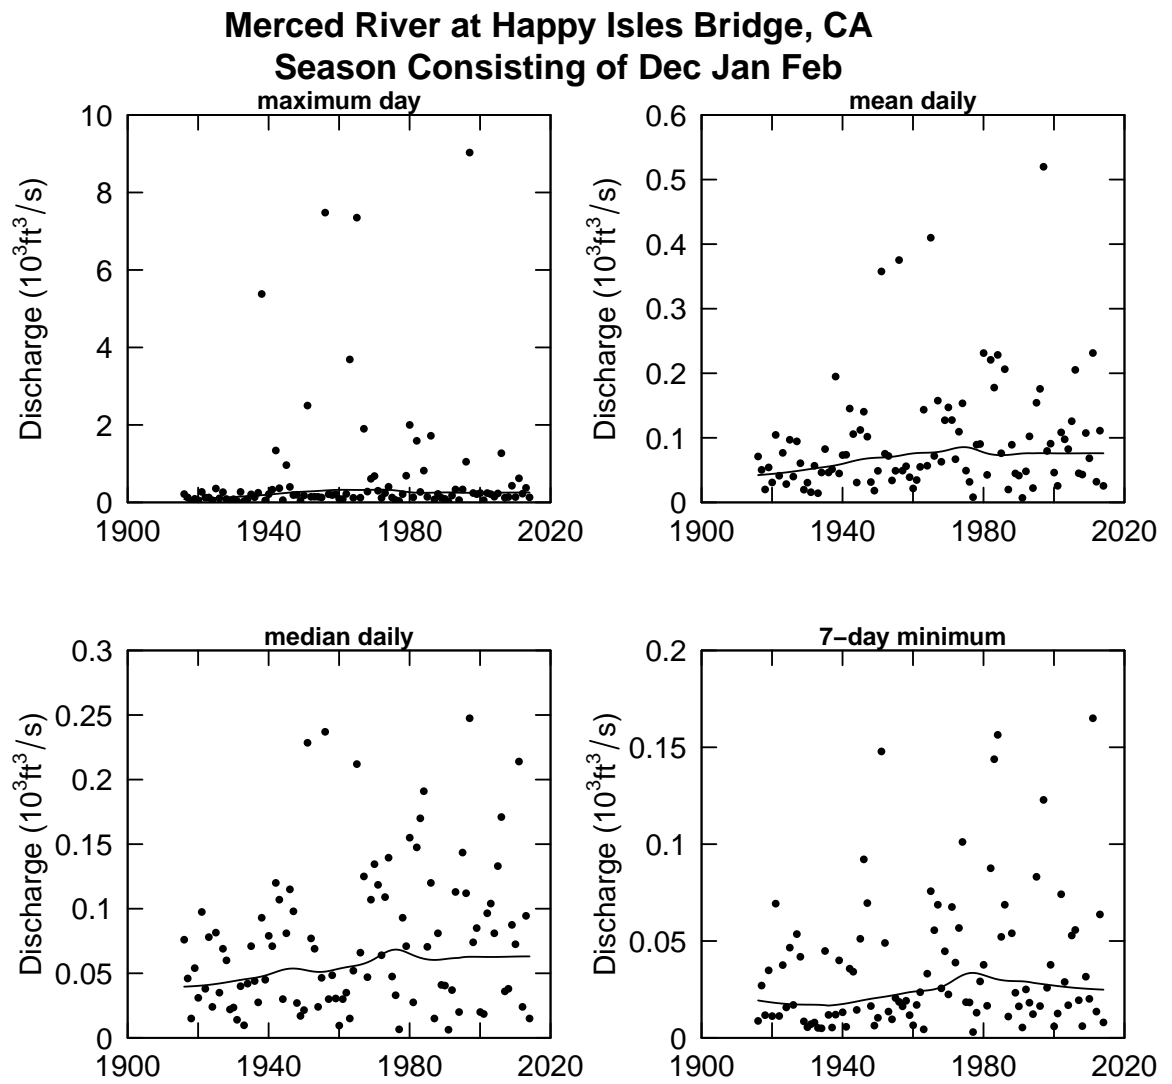 Merced River at Happy Isles Bridge, CA
Season Consisting of Dec Jan Feb
maximum day
Discharge (10³ft³/s)
10
8
6
4
2
0
1900 1940 1980 2020
mean daily
Discharge (10³ft³/s)
0.6
0.5
0.4
0.3
0.2
0.1
0
1900 1940 1980 2020
median daily
Discharge (10³ft³/s)
0.3
0.25
0.2
0.15
0.1
0.05
0
1900 1940 1980 2020
7−day minimum
Discharge (10³ft³/s)
0.2
0.15
0.1
0.05
0
1900 1940 1980 2020